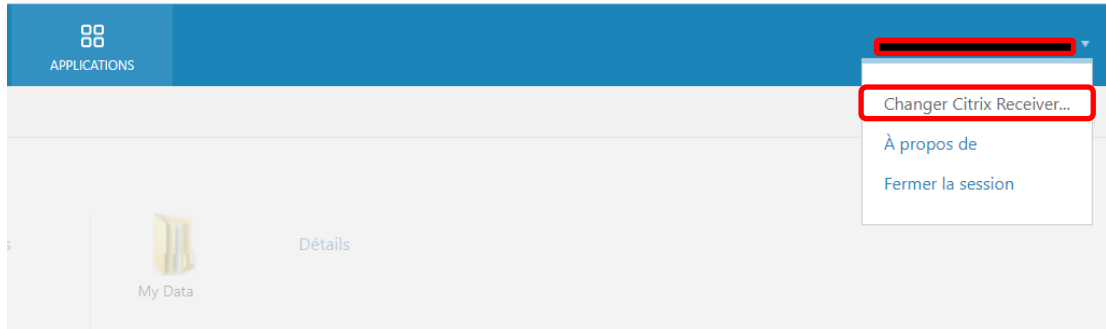 APPLICATIONS
Changer Citrix Receiver...
À propos de
Fermer la session
Détails
My Data